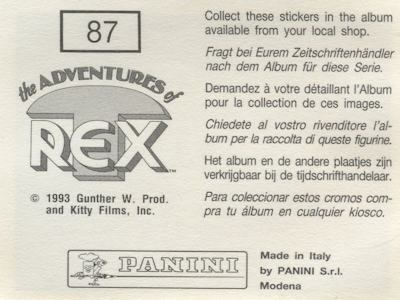 87
the ADVENTURES of
T
REX™
© 1993 Gunther W. Prod.
and Kitty Films, Inc.
Collect these stickers in the album
available from your local shop.
Fragt bei Eurem Zeitschriftenhändler
nach dem Album für diese Serie.
Demandez à votre détaillant l'Album
pour la collection de ces images.
Chiedete al vostro rivenditore l'al-
bum per la raccolta di queste figurine.
Het album en de andere plaatjes zijn
verkrijgbaar bij de tijdschrifthandelaar.
Para coleccionar estos cromos com-
pra tu álbum en cualquier kiosco.
PANINI
Made in Italy
by PANINI S.r.l.
Modena